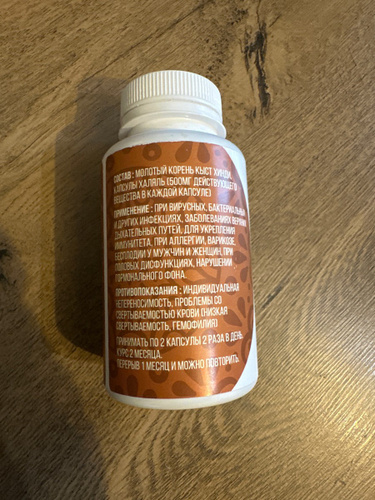 СОСТАВ : МОЛОТЫЙ КОРЕНЬ КЫСТ ХИНДИ,
КАПСУЛЫ ХАЛЯЛЬ (500МГ ДЕЙСТВУЮЩЕГО
ВЕЩЕСТВА В КАЖДОЙ КАПСУЛЕ)
ПРИМЕНЕНИЕ : ПРИ ВИРУСНЫХ, БАКТЕРИАЛЬНЫХ
И ДРУГИХ ИНФЕКЦИЯХ, ЗАБОЛЕВАНИЯХ ВЕРХНИХ
ДЫХАТЕЛЬНЫХ ПУТЕЙ, ДЛЯ УКРЕПЛЕНИЯ
ИММУНИТЕТА, ПРИ АЛЛЕРГИИ, ВАРИКОЗЕ,
БЕСПЛОДИИ У МУЖЧИН И ЖЕНЩИН, ПРИ
ПОЛОВЫХ ДИСФУНКЦИЯХ, НАРУШЕНИИ
ГОРМОНАЛЬНОГО ФОНА.
ПРОТИВОПОКАЗАНИЯ : ИНДИВИДУАЛЬНАЯ
НЕПЕРЕНОСИМОСТЬ, ПРОБЛЕМЫ СО
СВЕРТЫВАЕМОСТЬЮ КРОВИ (НИЗКАЯ
СВЕРТЫВАЕМОСТЬ, ГЕМОФИЛИЯ)
ПРИНИМАТЬ ПО 2 КАПСУЛЫ 2 РАЗА В ДЕНЬ,
КУРС 2 МЕСЯЦА.
ПЕРЕРЫВ 1 МЕСЯЦ И МОЖНО ПОВТОРИТЬ.